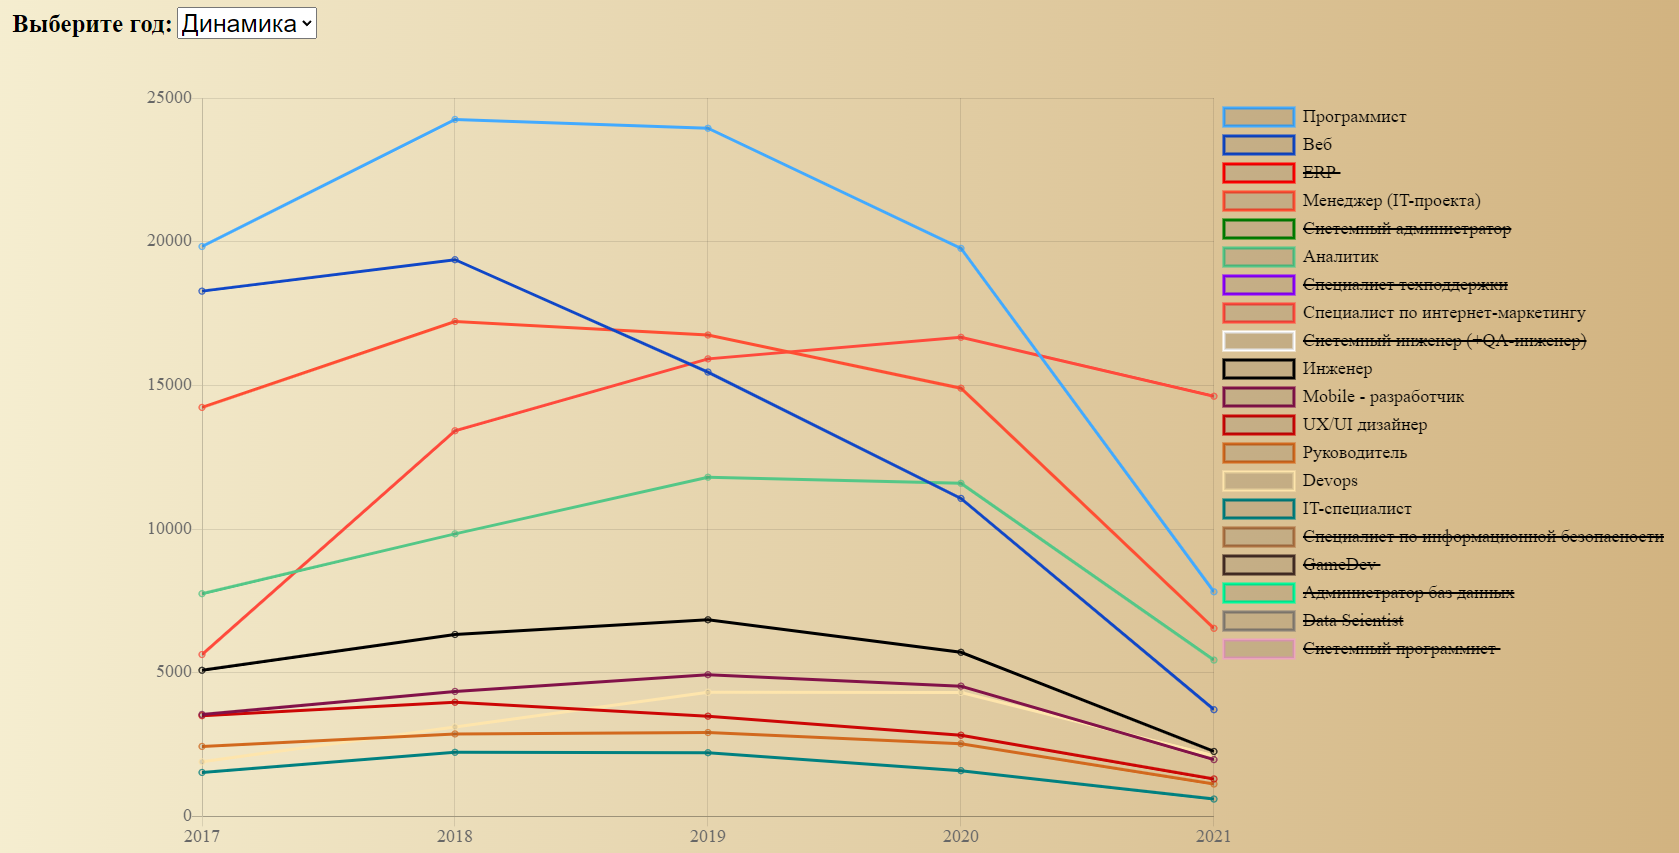 Выберите год: Динамика
25000
20000
15000
10000
5000
0
2017 2018 2019 2020 2021
Программист
Веб
ERP
Менеджер (IT-проекта)
Системный администратор
Аналитик
Специалист техподдержки
Специалист по интернет-маркетингу
Системный инженер (+QA-инженер)
Инженер
Mobile - разработчик
UX/UI дизайнер
Руководитель
Devops
IT-специалист
Специалист по информационной безопасности
GameDev
Администратор баз данных
Data Scientist
Системный программист